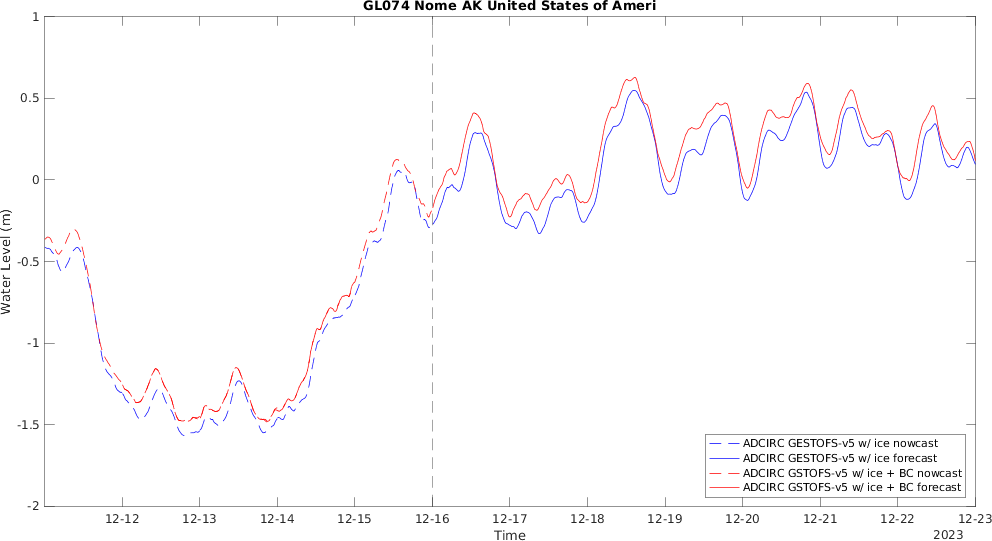 GL074 Nome AK United States of Ameri
1
0.5
0
-0.5
-1
-1.5
-2
Water Level (m)
12-12
12-13
12-14
12-15
12-16
12-17
12-18
12-19
12-20
12-21
12-22
12-23
Time
2023
ADCIRC GESTOFS-v5 w/ ice nowcast
ADCIRC GESTOFS-v5 w/ ice forecast
ADCIRC GSTOFS-v5 w/ ice + BC nowcast
ADCIRC GSTOFS-v5 w/ ice + BC forecast